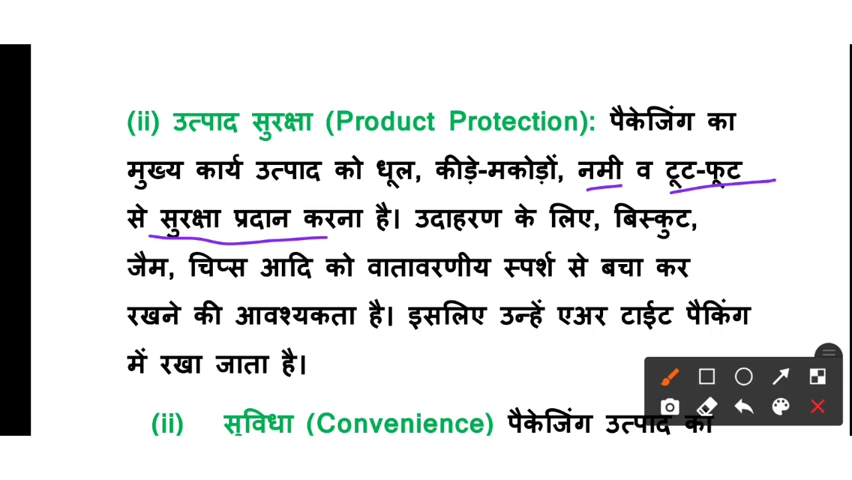 (ii) उत्पाद सुरक्षा (Product Protection): पैकेजिंग का
मुख्य कार्य उत्पाद को धूल, कीड़े-मकोड़ों, नमी व टूट-फूट
से सुरक्षा प्रदान करना है। उदाहरण के लिए, बिस्कुट,
जैम, चिप्स आदि को वातावरणीय स्पर्श से बचा कर
रखने की आवश्यकता है। इसलिए उन्हें एअर टाईट पैकिंग
में रखा जाता है।
(ii) सुविधा (Convenience) पैकेजिंग उत्पाद का